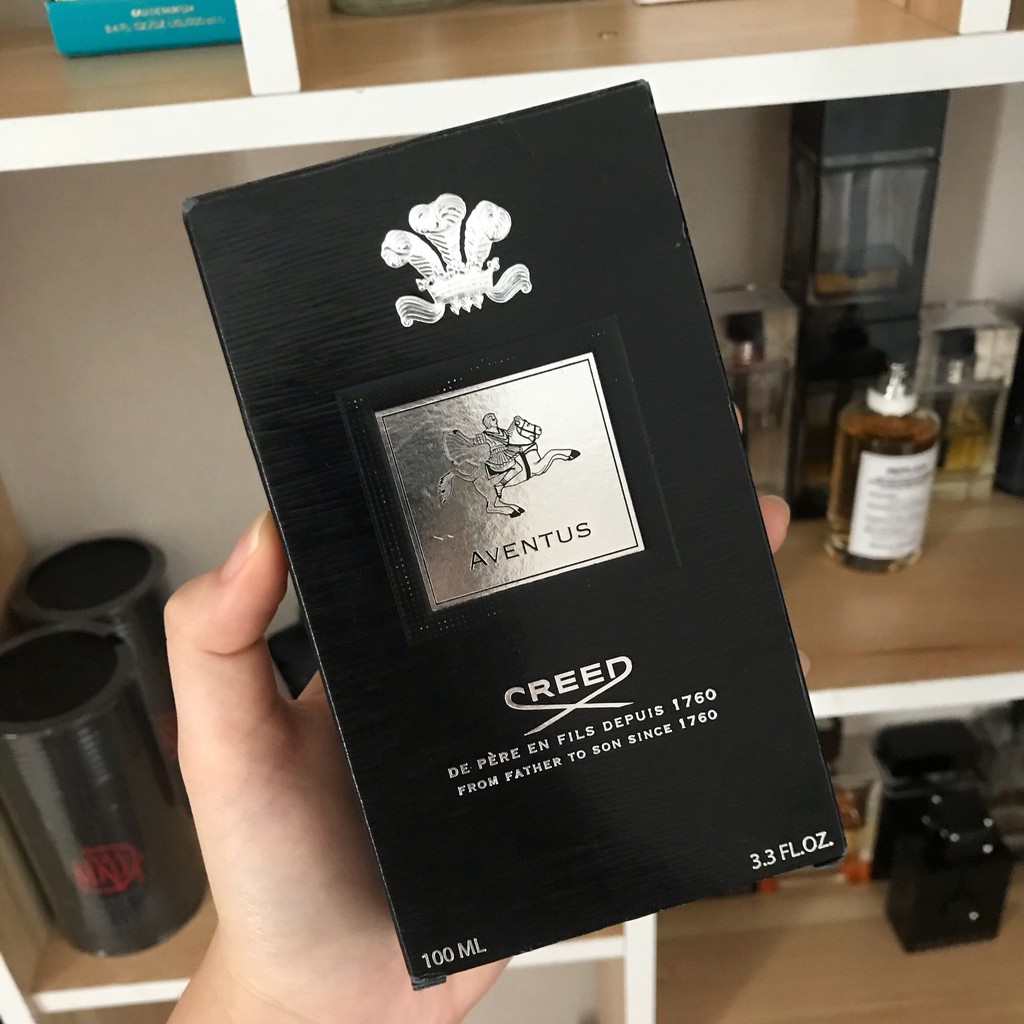 AVENTUS
CREED
DE PÈRE EN FILS DEPUIS 1760
FROM FATHER TO SON SINCE 1760
3.3 FL.OZ.
100 ML